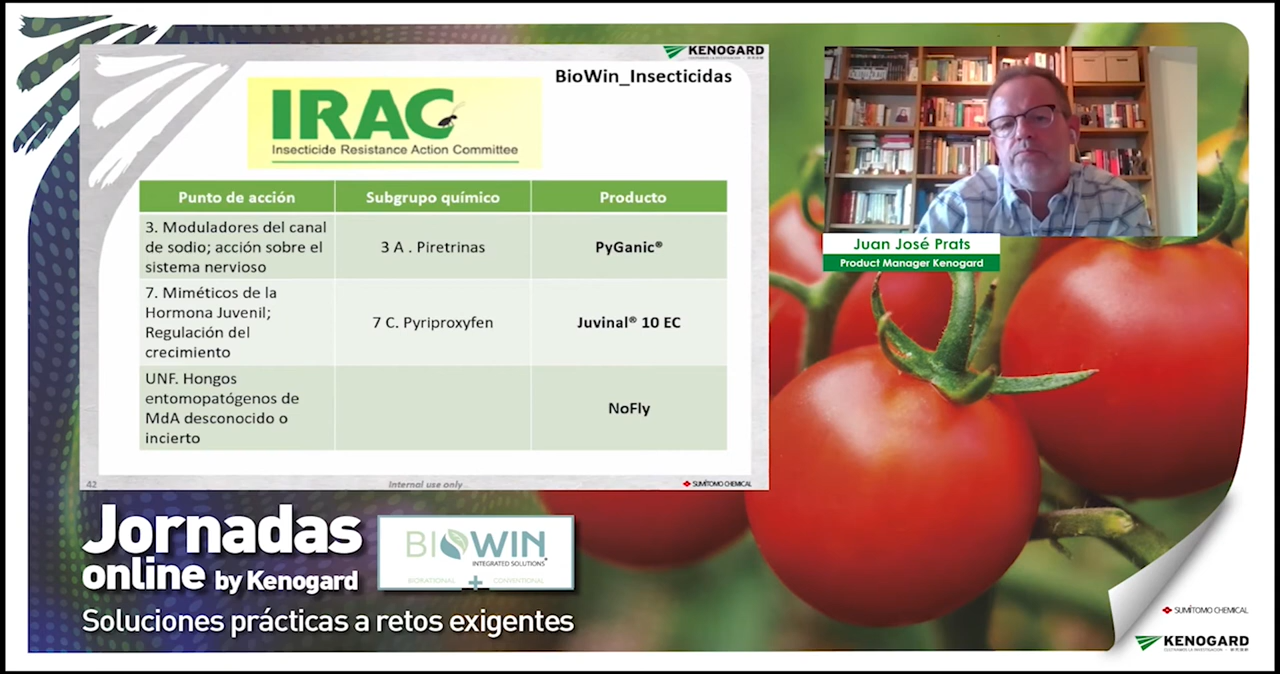 KENOGARD
BioWin_Insecticidas
IRAC
Insecticide Resistance Action Committee
Punto de acción
Subgrupo químico
Producto
3. Moduladores del canal
de sodio; acción sobre el
sistema nervioso
3 A . Piretrinas
PyGanic®
7. Miméticos de la
Hormona Juvenil;
Regulación del
crecimiento
7 C. Pyriproxyfen
Juvinal® 10 EC
UNF. Hongos
entomopatógenos de
MdA desconocido o
incierto
NoFly
42
Internal use only
SUMITOMO CHEMICAL
Juan José Prats
Product Manager Kenogard
Jornadas
online by Kenogard
BIOWIN
INTEGRATED SOLUTIONS
BIORATIONAL + CONVENTIONAL
Soluciones prácticas a retos exigentes
SUMITOMO CHEMICAL
KENOGARD